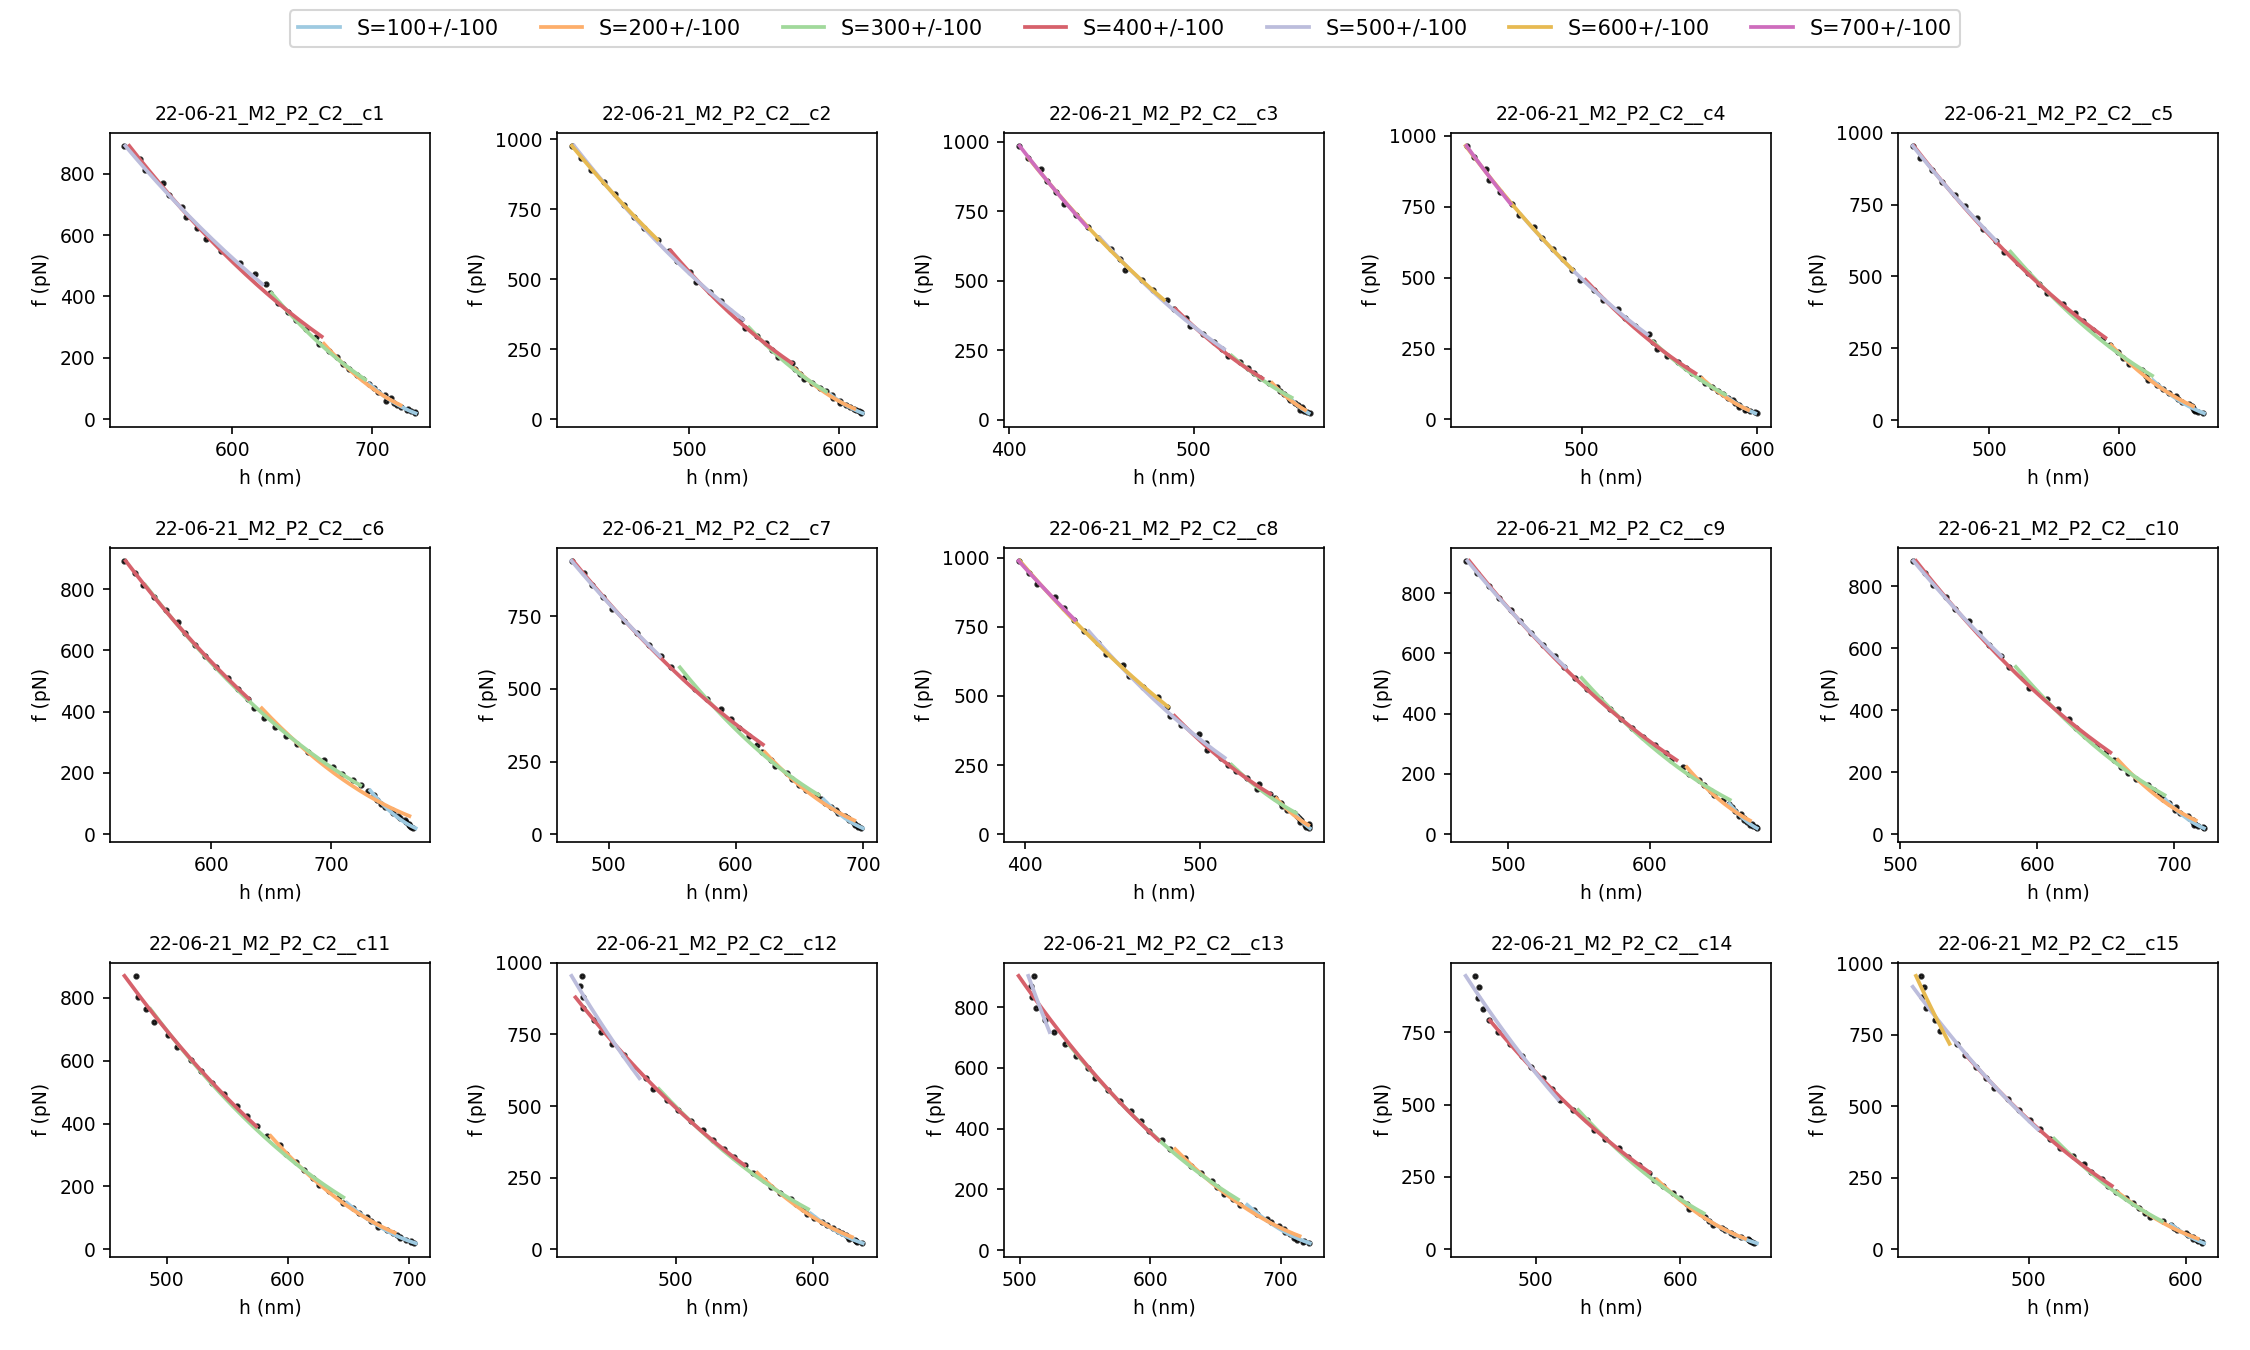 S=100+/-100 S=200+/-100 S=300+/-100 S=400+/-100 S=500+/-100 S=600+/-100 S=700+/-100
22-06-21_M2_P2_C2__c1
800
600
400
200
0
f (pN)
600 700
h (nm)
22-06-21_M2_P2_C2__c2
1000
750
500
250
0
f (pN)
500 600
h (nm)
22-06-21_M2_P2_C2__c3
1000
750
500
250
0
f (pN)
400 500
h (nm)
22-06-21_M2_P2_C2__c4
1000
750
500
250
0
f (pN)
500 600
h (nm)
22-06-21_M2_P2_C2__c5
1000
750
500
250
0
f (pN)
500 600
h (nm)
22-06-21_M2_P2_C2__c6
800
600
400
200
0
f (pN)
600 700
h (nm)
22-06-21_M2_P2_C2__c7
750
500
250
0
f (pN)
500 600 700
h (nm)
22-06-21_M2_P2_C2__c8
1000
750
500
250
0
f (pN)
400 500
h (nm)
22-06-21_M2_P2_C2__c9
800
600
400
200
0
f (pN)
500 600
h (nm)
22-06-21_M2_P2_C2__c10
800
600
400
200
0
f (pN)
500 600 700
h (nm)
22-06-21_M2_P2_C2__c11
800
600
400
200
0
f (pN)
500 600 700
h (nm)
22-06-21_M2_P2_C2__c12
1000
750
500
250
0
f (pN)
500 600
h (nm)
22-06-21_M2_P2_C2__c13
800
600
400
200
0
f (pN)
500 600 700
h (nm)
22-06-21_M2_P2_C2__c14
750
500
250
0
f (pN)
500 600
h (nm)
22-06-21_M2_P2_C2__c15
1000
750
500
250
0
f (pN)
500 600
h (nm)